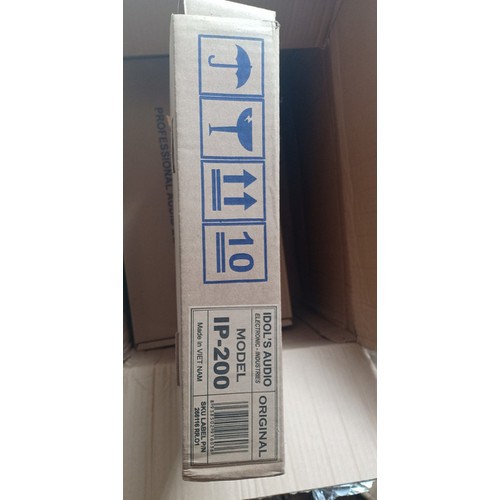 PROFESSIONAL
10
IDOL'S AUDIO
ELECTRONIC - INDUSTRIES
ORIGINAL
MODEL
IP-200
Made in VIET NAM
SKU LABEL P/N